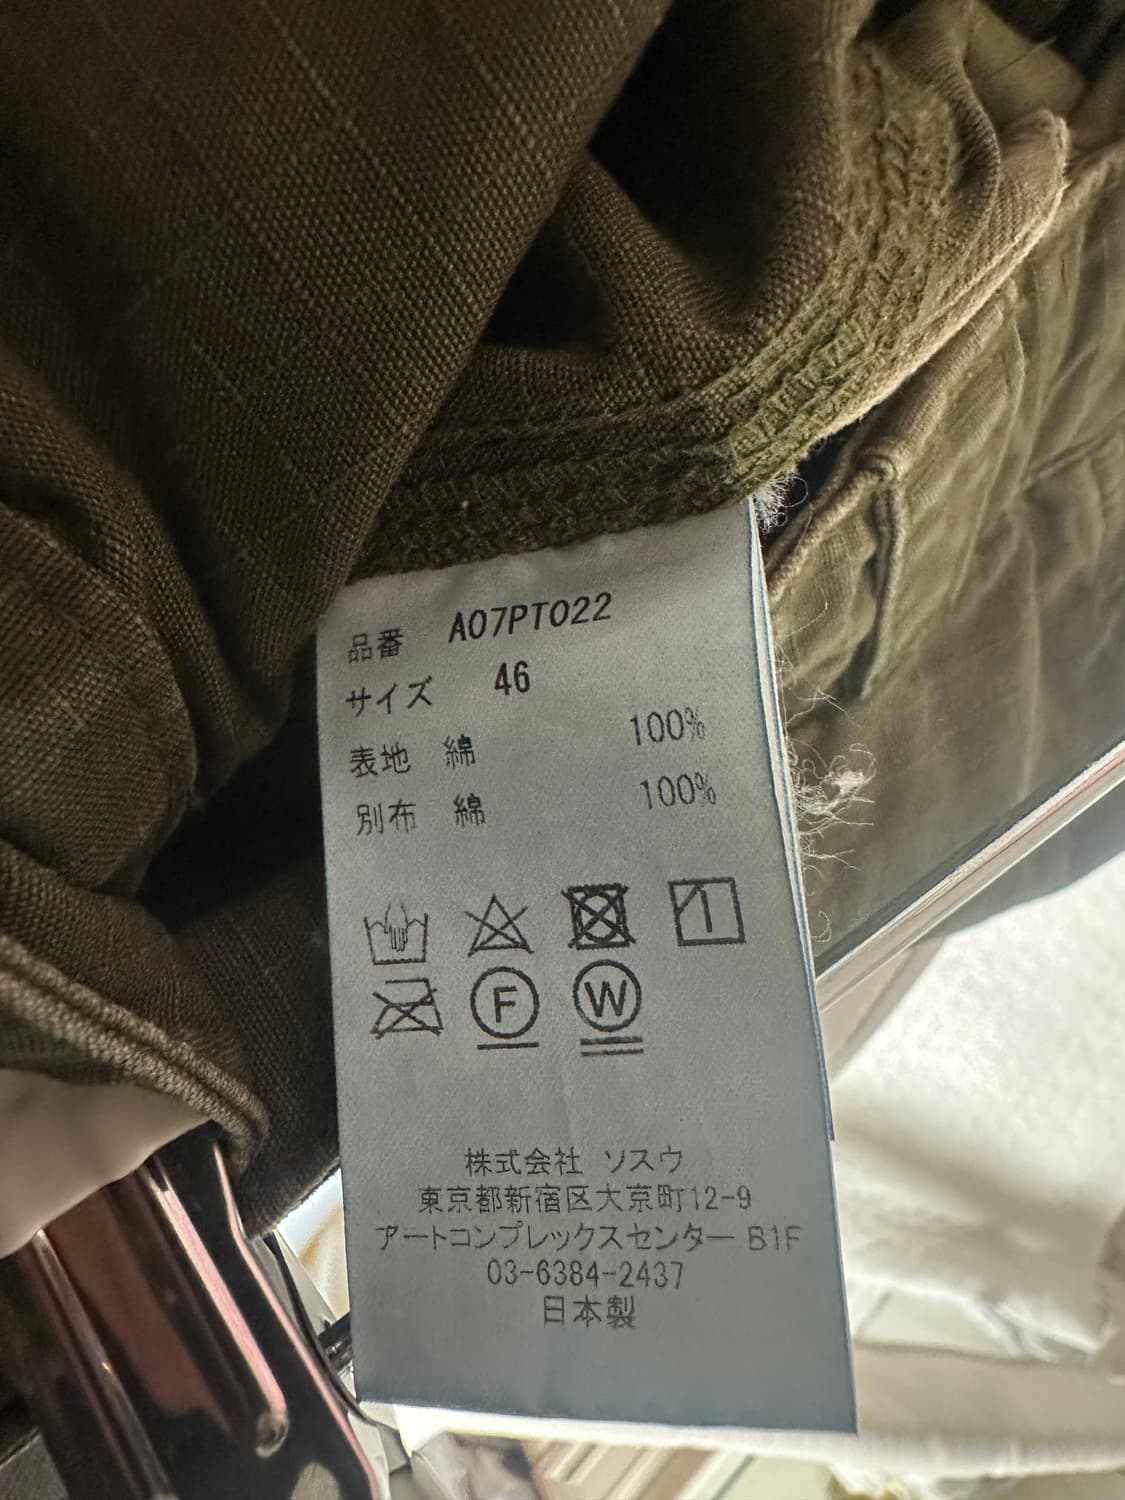 品番 A07PT022
サイズ 46
表地 綿 100%
別布 綿 100%
F W
株式会社 ソスウ
東京都新宿区大京町12-9
アートコンプレックスセンター B1F
03-6384-2437
日本製